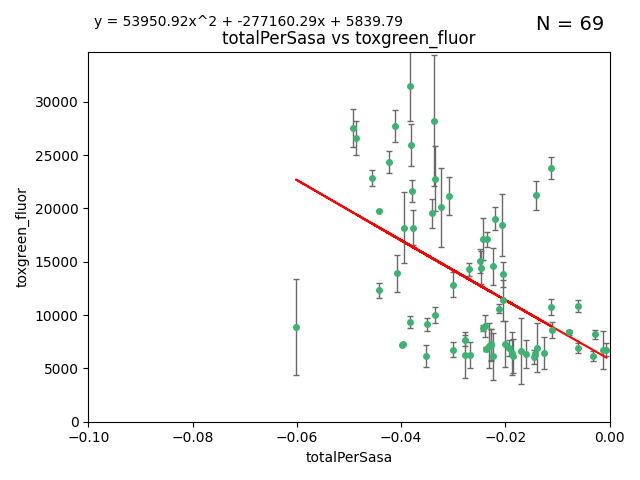 y = 53950.92x^2 + -277160.29x + 5839.79
N = 69
totalPerSasa vs toxgreen_fluor
30000
25000
20000
15000
10000
5000
0
toxgreen_fluor
−0.10 −0.08 −0.06 −0.04 −0.02 0.00
totalPerSasa